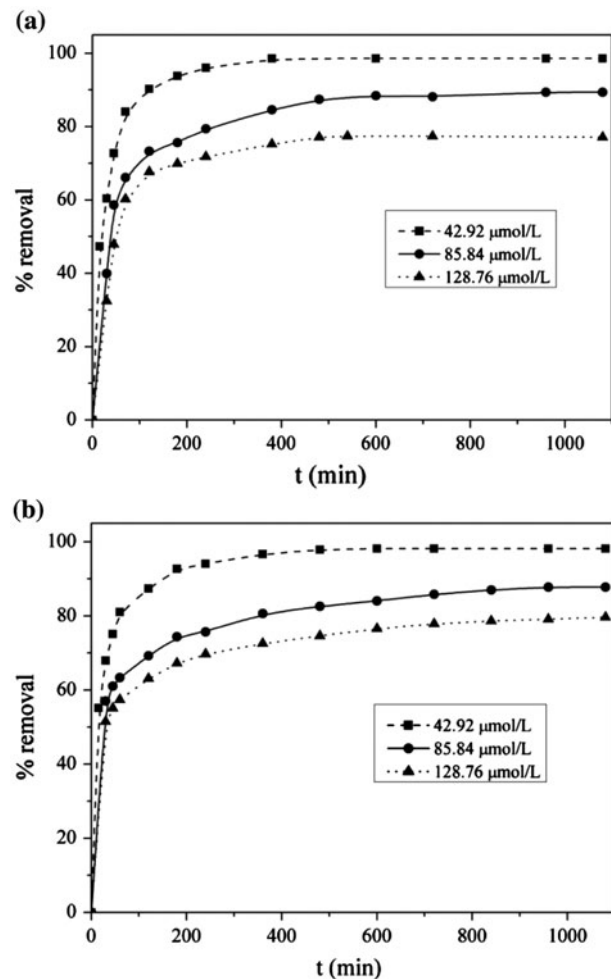 (a)
100
80
60
40
20
0
% removal
42.92 μmol/L
85.84 μmol/L
128.76 μmol/L
0 200 400 600 800 1000
t (min)
(b)
100
80
60
40
20
0
% removal
42.92 μmol/L
85.84 μmol/L
128.76 μmol/L
0 200 400 600 800 1000
t (min)